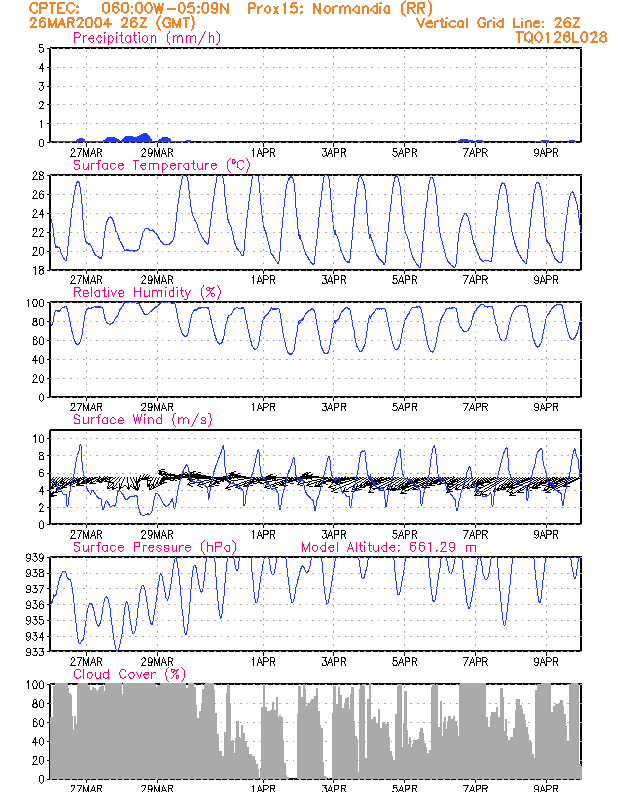 CPTEC: 060:00W-05:09N Prox15: Normandia (RR)
26MAR2004 26Z (GMT) Vertical Grid Line: 26Z
Precipitation (mm/h) TQ0126L028
5
4
3
2
1
0
27MAR 29MAR 1APR 3APR 5APR 7APR 9APR
Surface Temperature (°C)
28
26
24
22
20
18
27MAR 29MAR 1APR 3APR 5APR 7APR 9APR
Relative Humidity (%)
100
80
60
40
20
0
27MAR 29MAR 1APR 3APR 5APR 7APR 9APR
Surface Wind (m/s)
10
8
6
4
2
0
27MAR 29MAR 1APR 3APR 5APR 7APR 9APR
Surface Pressure (hPa) Model Altitude: 661.29 m
939
938
937
936
935
934
933
27MAR 29MAR 1APR 3APR 5APR 7APR 9APR
Cloud Cover (%)
100
80
60
40
20
0
27MAR 29MAR 1APR 3APR 5APR 7APR 9APR